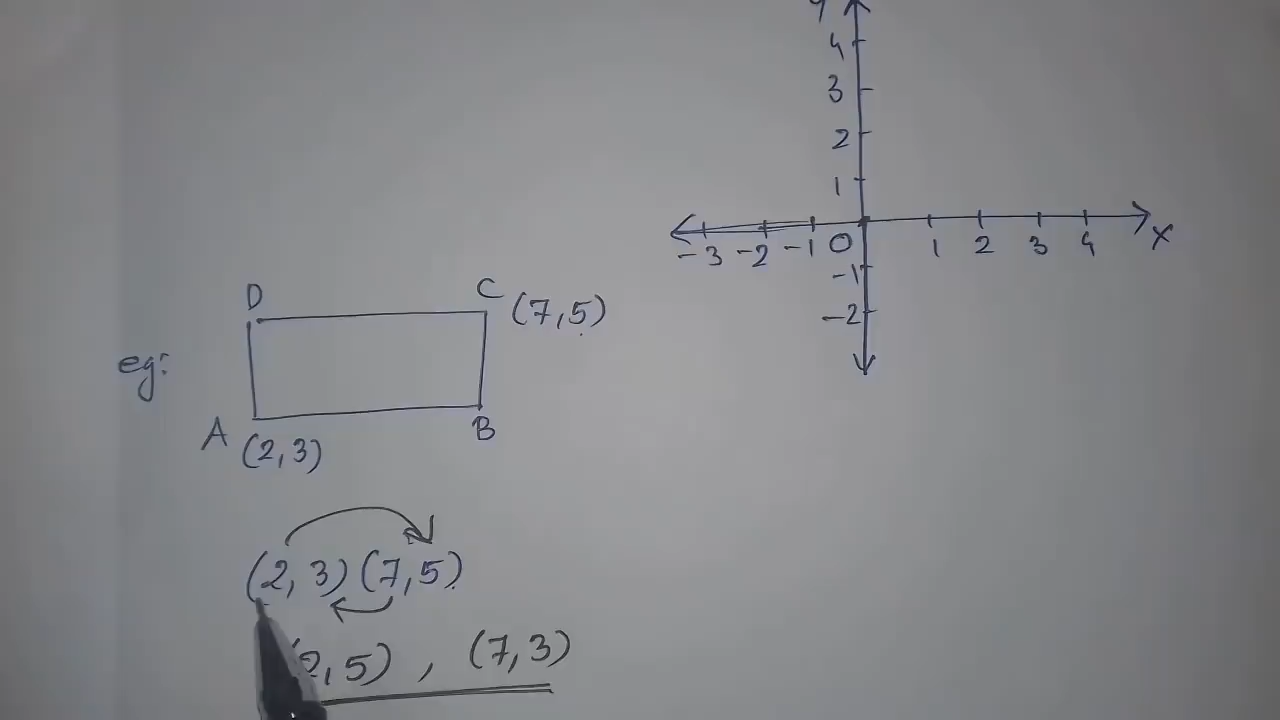 Y
4
3
2
1
-3 -2 -1 0 1 2 3 4 X
-1
-2
D C (7,5)
eg:
A B
(2,3)
(2,3) (7,5)
(2,5) , (7,3)